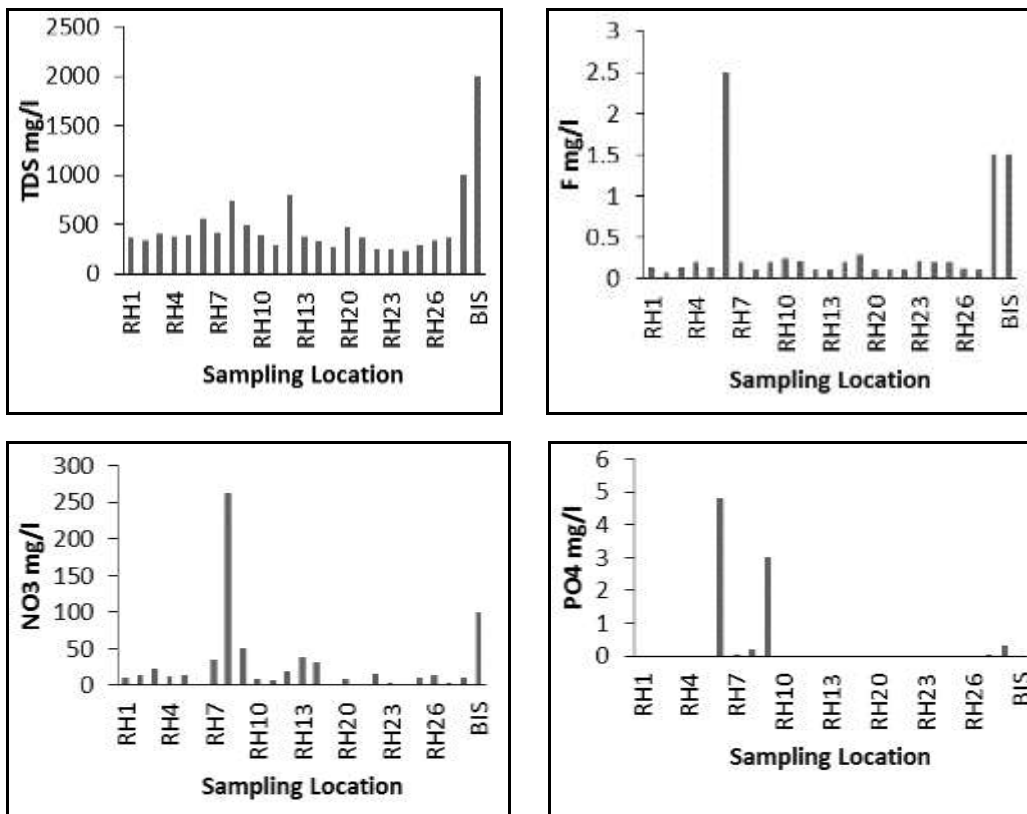 2500
2000
1500
1000
500
0
TDS mg/l
RH1
RH4
RH7
RH10
RH13
RH20
RH23
RH26
BIS
Sampling Location
3
2.5
2
1.5
1
0.5
0
F mg/l
RH1
RH4
RH7
RH10
RH13
RH20
RH23
RH26
BIS
Sampling Location
300
250
200
150
100
50
0
NO3 mg/l
RH1
RH4
RH7
RH10
RH13
RH20
RH23
RH26
BIS
Sampling Location
6
5
4
3
2
1
0
PO4 mg/l
RH1
RH4
RH7
RH10
RH13
RH20
RH23
RH26
BIS
Sampling Location